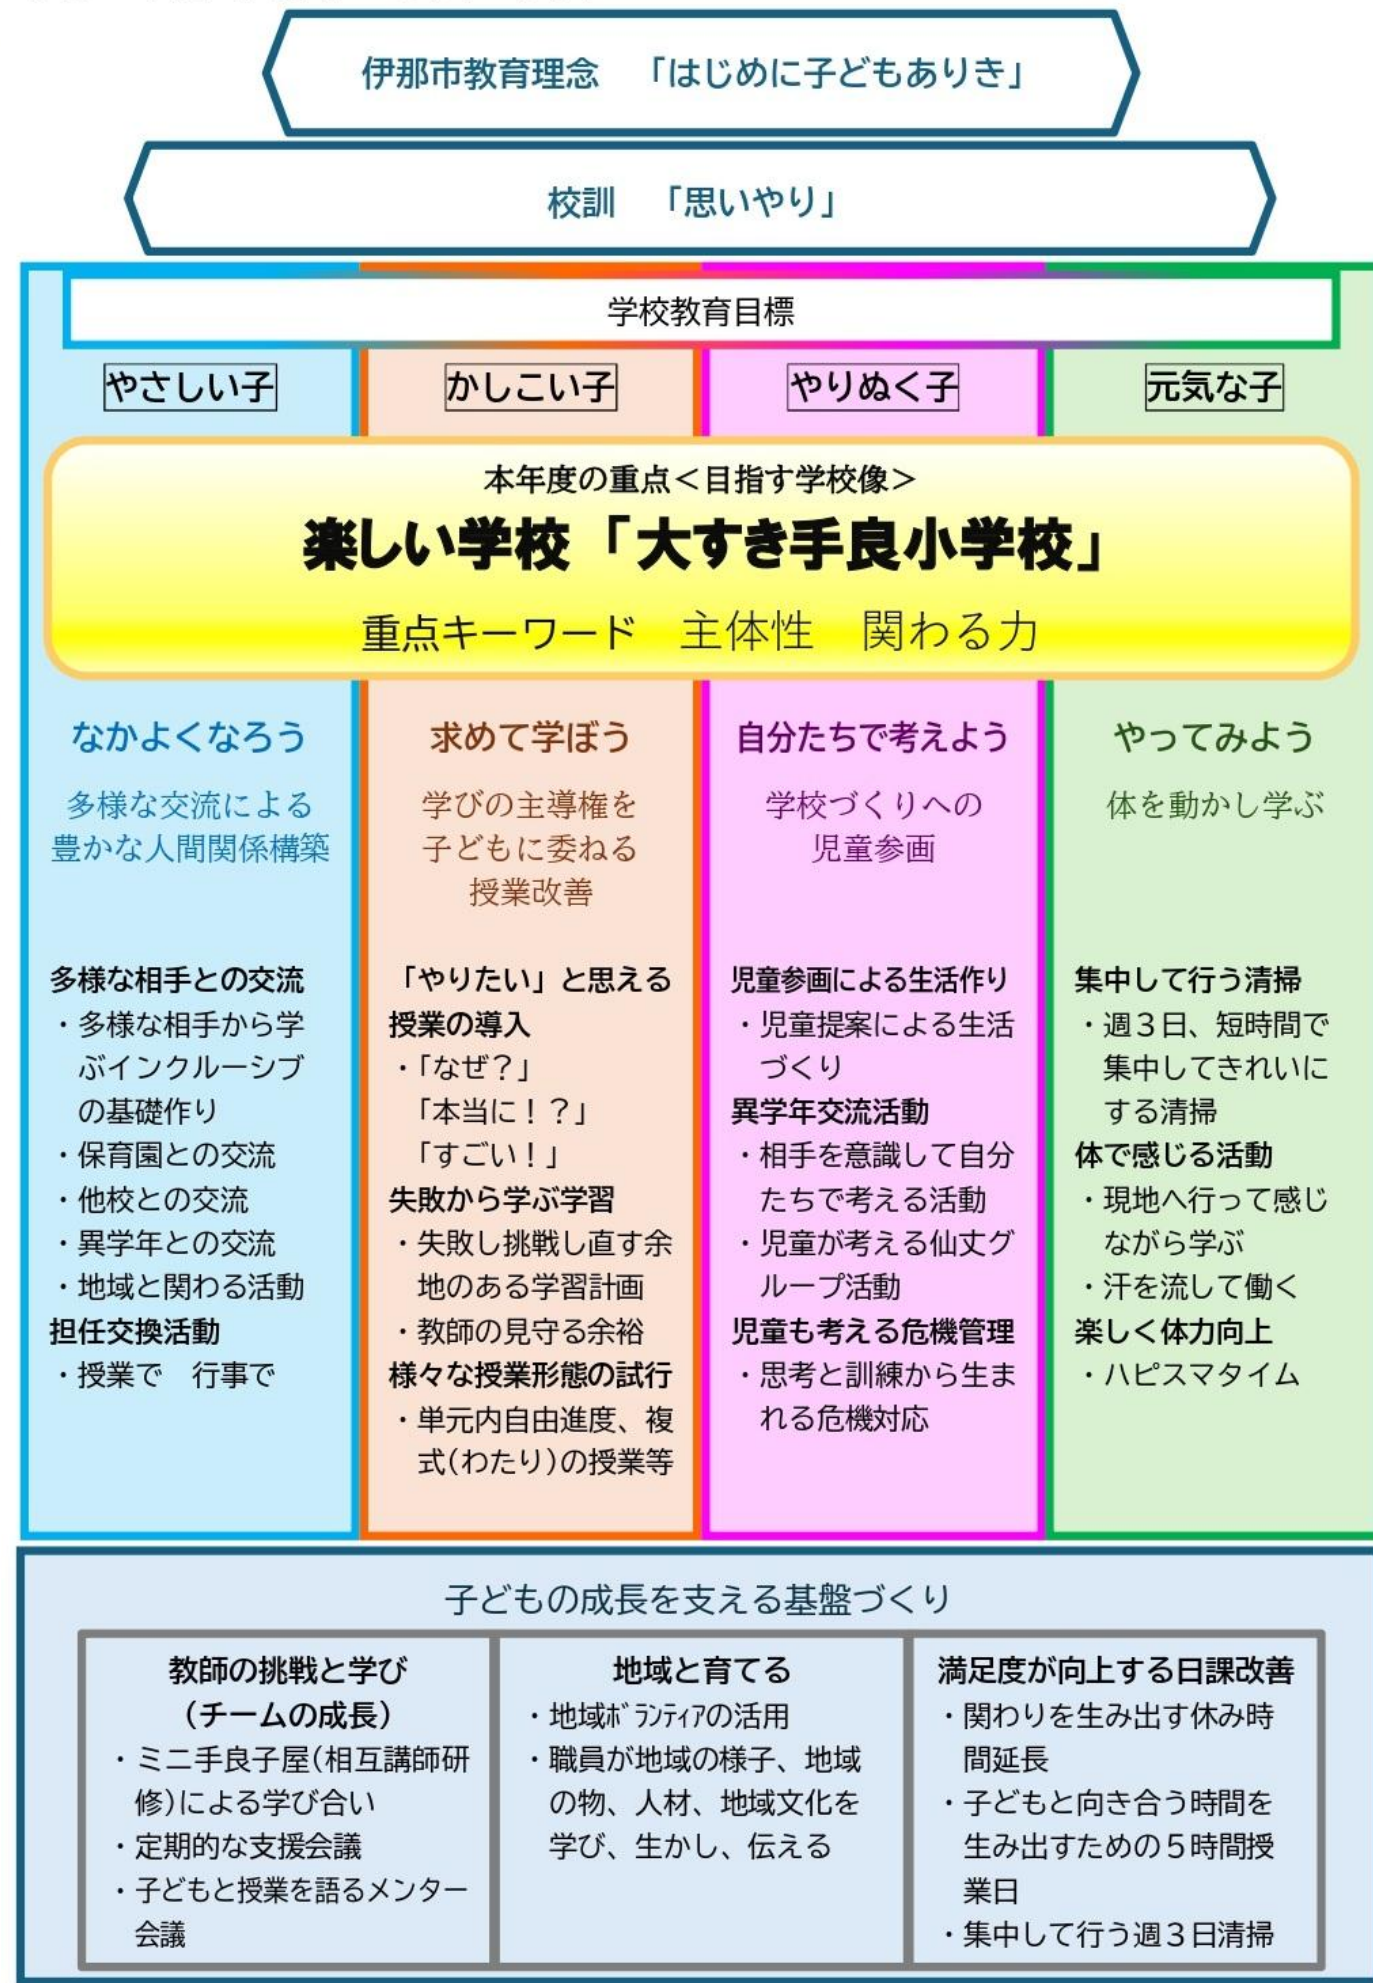 伊那市教育理念　「はじめに子どもありき」
校訓　「思いやり」
学校教育目標
やさしい子
かしこい子
やりぬく子
元気な子
本年度の重点＜目指す学校像＞
楽しい学校「大すき手良小学校」
重点キーワード　主体性　関わる力
なかよくなろう
多様な交流による
豊かな人間関係構築
多様な相手との交流
・多様な相手から学
ぶインクルーシブ
の基礎作り
・保育園との交流
・他校との交流
・異学年との交流
・地域と関わる活動
担任交換活動
・授業で　行事で
求めて学ぼう
学びの主導権を
子どもに委ねる
授業改善
「やりたい」と思える
授業の導入
・「なぜ？」
「本当に！？」
「すごい！」
失敗から学ぶ学習
・失敗し挑戦し直す余
地のある学習計画
・教師の見守る余裕
様々な授業形態の試行
・単元内自由進度、複
式(わたり)の授業等
自分たちで考えよう
学校づくりへの
児童参画
児童参画による生活作り
・児童提案による生活
づくり
異学年交流活動
・相手を意識して自分
たちで考える活動
・児童が考える仙丈グ
ループ活動
児童も考える危機管理
・思考と訓練から生ま
れる危機対応
やってみよう
体を動かし学ぶ
集中して行う清掃
・週３日、短時間で
集中してきれいに
する清掃
体で感じる活動
・現地へ行って感じ
ながら学ぶ
・汗を流して働く
楽しく体力向上
・ハピスマタイム
子どもの成長を支える基盤づくり
教師の挑戦と学び
（チームの成長）
・ミニ手良子屋(相互講師研
修)による学び合い
・定期的な支援会議
・子どもと授業を語るメンター
会議
地域と育てる
・地域ﾎﾞﾗﾝﾃｨｱの活用
・職員が地域の様子、地域
の物、人材、地域文化を
学び、生かし、伝える
満足度が向上する日課改善
・関わりを生み出す休み時
間延長
・子どもと向き合う時間を
生み出すための５時間授
業日
・集中して行う週３日清掃